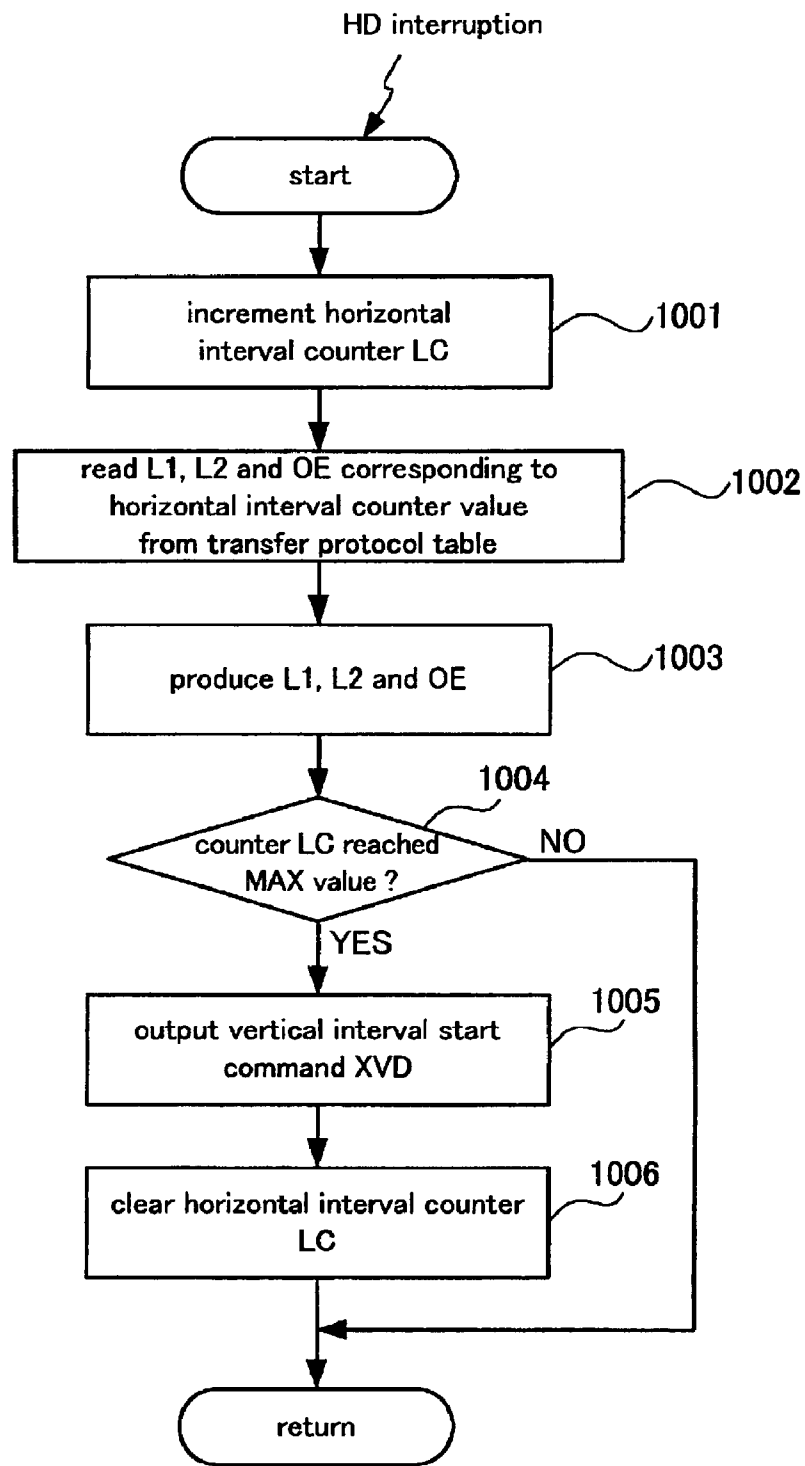 HD interruption
start
increment horizontal
interval counter LC
1001
read L1, L2 and OE corresponding to
horizontal interval counter value
from transfer protocol table
1002
produce L1, L2 and OE
1003
1004
counter LC reached
MAX value ?
NO
YES
output vertical interval start
command XVD
1005
clear horizontal interval counter
LC
1006
return